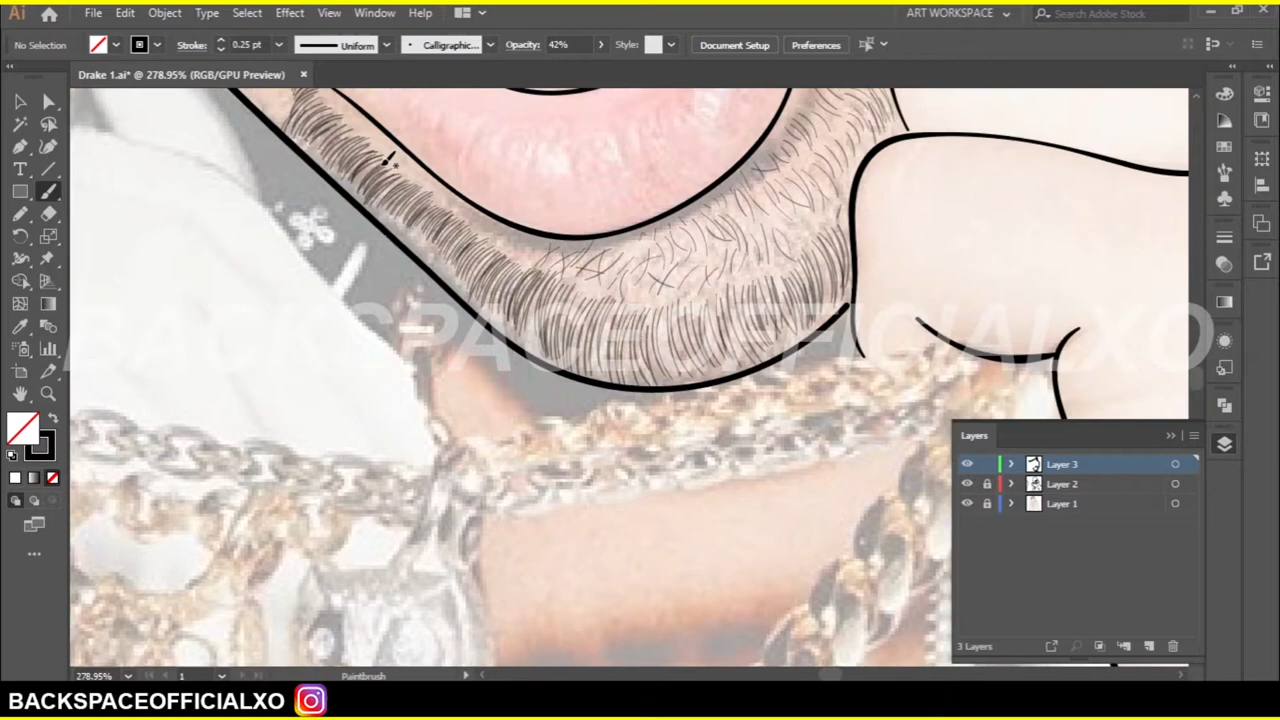 Ai File Edit Object Type Select Effect View Window Help ART WORKSPACE Search Adobe Stock
No Selection Stroke: 0.25 pt Uniform Calligraphic... Opacity: 42% Style: Document Setup Preferences
Drake 1.ai* @ 278.95% (RGB/GPU Preview)
BACKSPACEOFFICIALXO
Layers
Layer 3
Layer 2
Layer 1
3 Layers
278.95% 1 Paintbrush
BACKSPACEOFFICIALXO